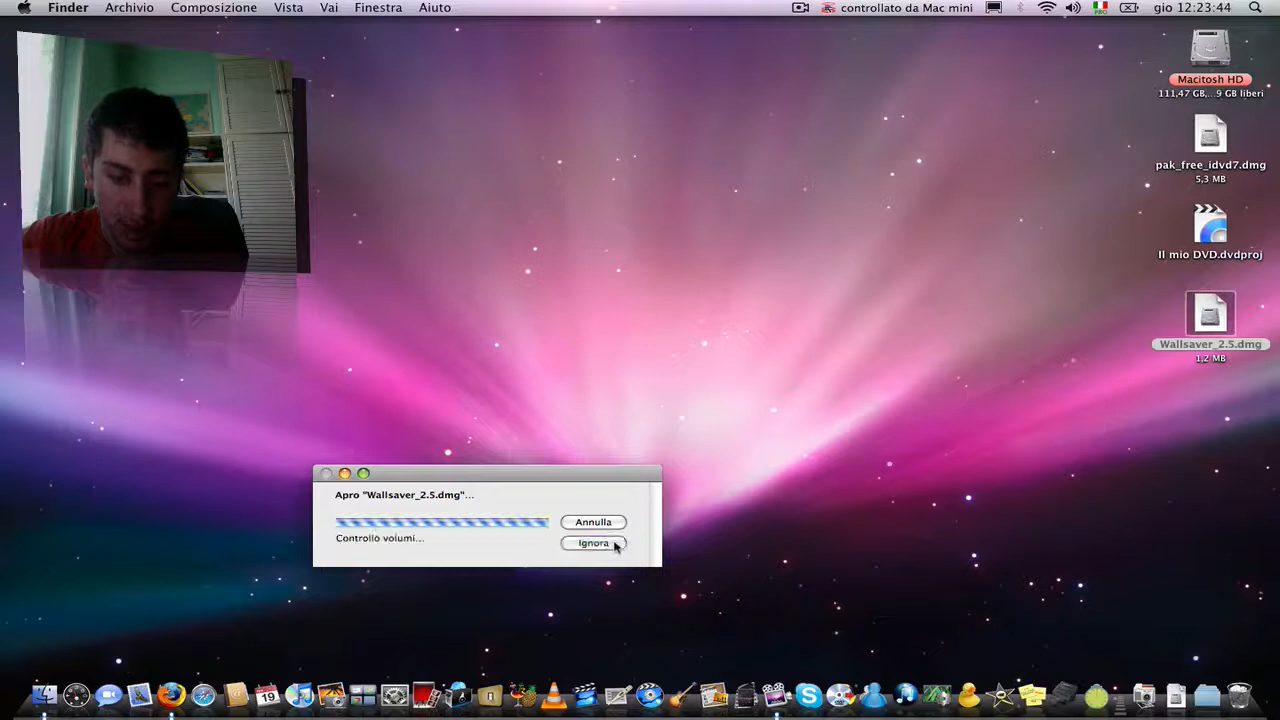 Finder Archivio Composizione Vista Vai Finestra Aiuto controllato da Mac mini PRO gio 12:23:44
Macitosh HD
111,47 GB,...9 GB liberi
pak_free_idvd7.dmg
5,3 MB
Il mio DVD.dvdproj
Wallsaver_2.5.dmg
1,2 MB
Apro "Wallsaver_2.5.dmg"...
Annulla
Controllo volumi...
Ignora
19